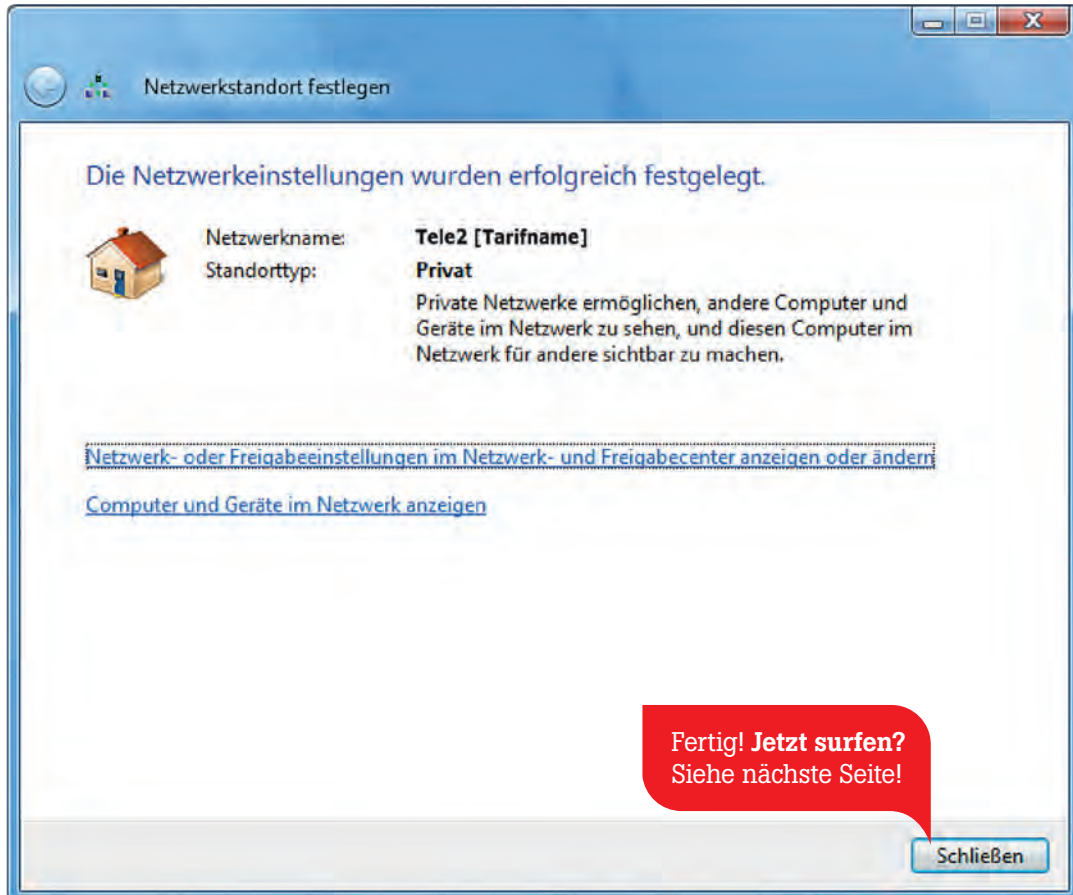 Netzwerkstandort festlegen
Die Netzwerkeinstellungen wurden erfolgreich festgelegt.
Netzwerkname: Tele2 [Tarifname]
Standorttyp: Privat
Private Netzwerke ermöglichen, andere Computer und
Geräte im Netzwerk zu sehen, und diesen Computer im
Netzwerk für andere sichtbar zu machen.
Netzwerk- oder Freigabeeinstellungen im Netzwerk- und Freigabecenter anzeigen oder ändern
Computer und Geräte im Netzwerk anzeigen
Fertig! Jetzt surfen?
Siehe nächste Seite!
Schließen